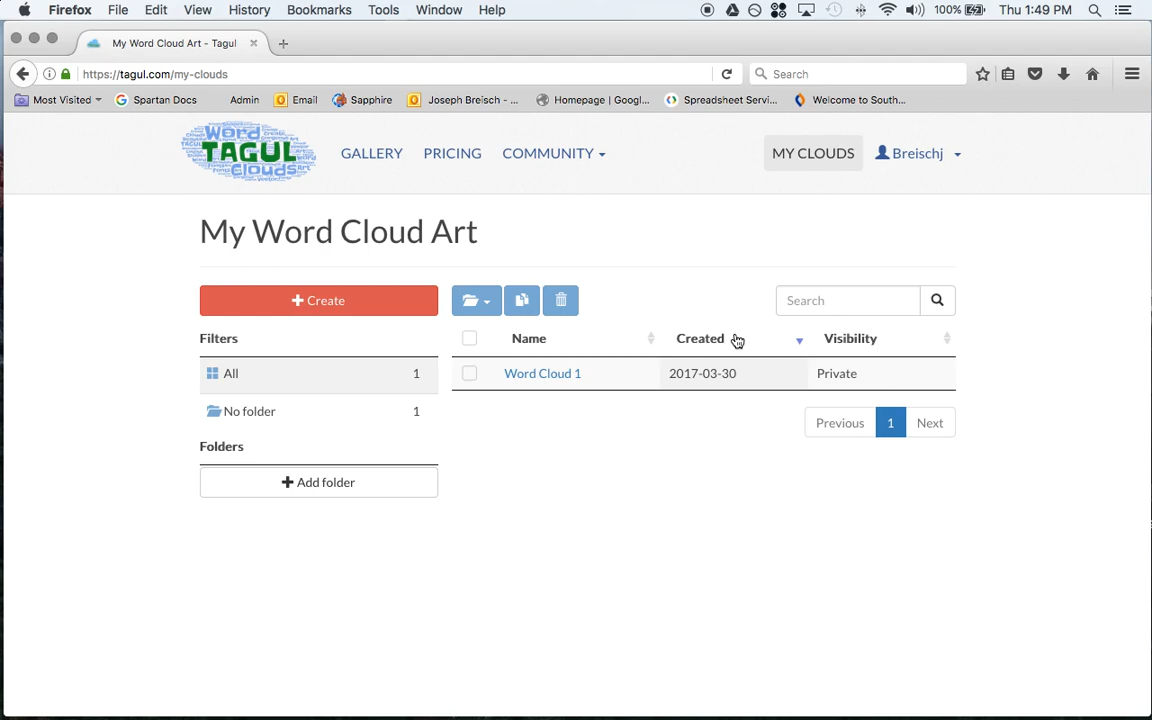 Firefox File Edit View History Bookmarks Tools Window Help 100% Thu 1:49 PM
My Word Cloud Art - Tagul
https://tagul.com/my-clouds Search
Most Visited Spartan Docs Admin Email Sapphire Joseph Breisch - ... Homepage | Googl... Spreadsheet Servi... Welcome to South...
Word TAGUL Clouds GALLERY PRICING COMMUNITY MY CLOUDS Breischj
My Word Cloud Art
Create Search
Filters Name Created Visibility
All 1 Word Cloud 1 2017-03-30 Private
No folder 1 Previous 1 Next
Folders
Add folder